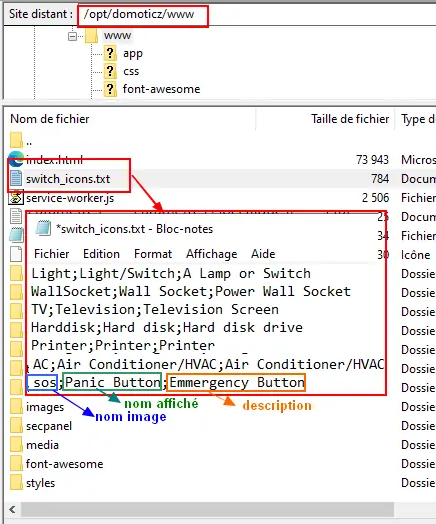 Site distant : /opt/domoticz/www
www
app
css
font-awesome
Nom de fichier Taille de fichier Type d
..
index.html 73 943 Micros
switch_icons.txt 784 Docum
service-worker.js 2 506 Fichier
25 Docum
*switch_icons.txt - Bloc-notes 34 Fichier
30 Icône
Fichier Edition Format Affichage Aide Dossie
Light;Light/Switch;A Lamp or Switch Dossie
WallSocket;Wall Socket;Power Wall Socket Dossie
TV;Television;Television Screen Dossie
Harddisk;Hard disk;Hard disk drive Dossie
Printer;Printer;Printer Dossie
AC;Air Conditioner/HVAC;Air Conditioner/HVAC Dossie
sos;Panic Button;Emmergency Button Dossie
images nom affiché description Dossie
nom image
secpanel Dossie
media Dossie
font-awesome Dossie
styles Dossie